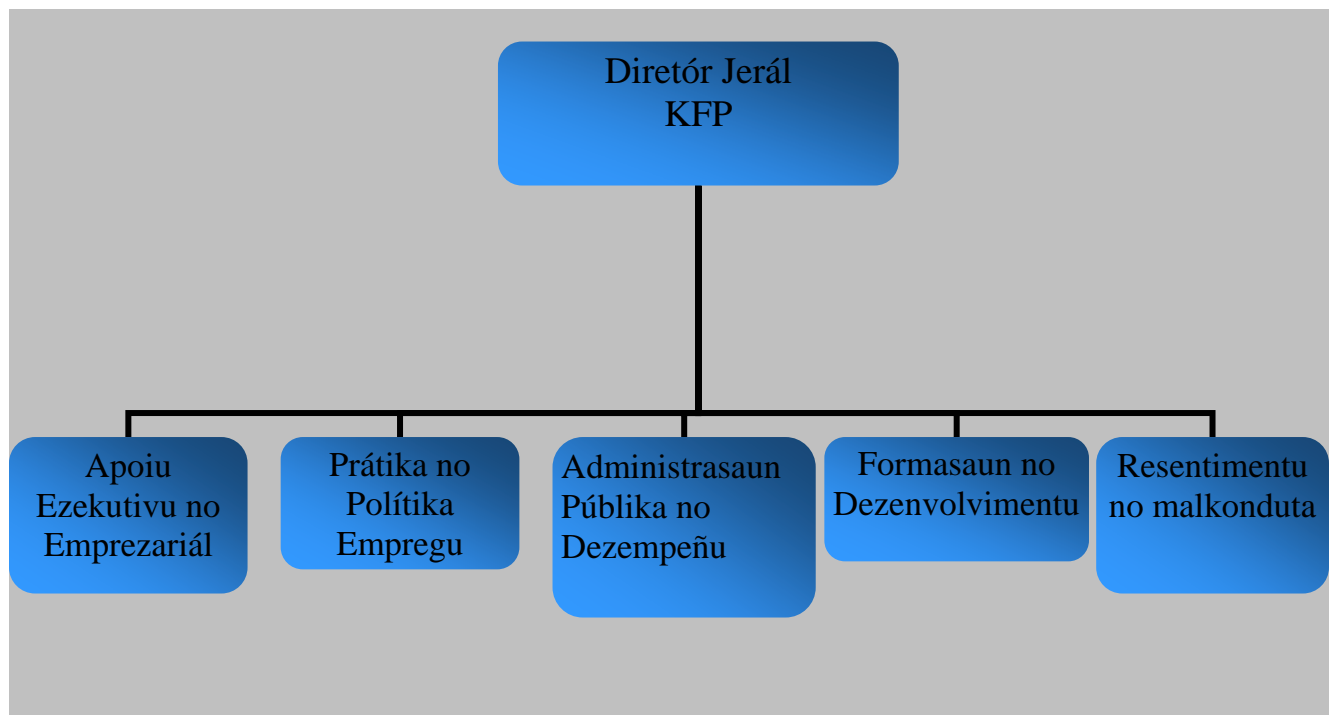 Diretór Jerál
KFP
Apoiu
Ezekutivu no
Emprezariál
Prátika no
Polítika
Empregu
Administrasaun
Públika no
Dezempeñu
Formasaun no
Dezenvolvimentu
Resentimentu
no malkonduta